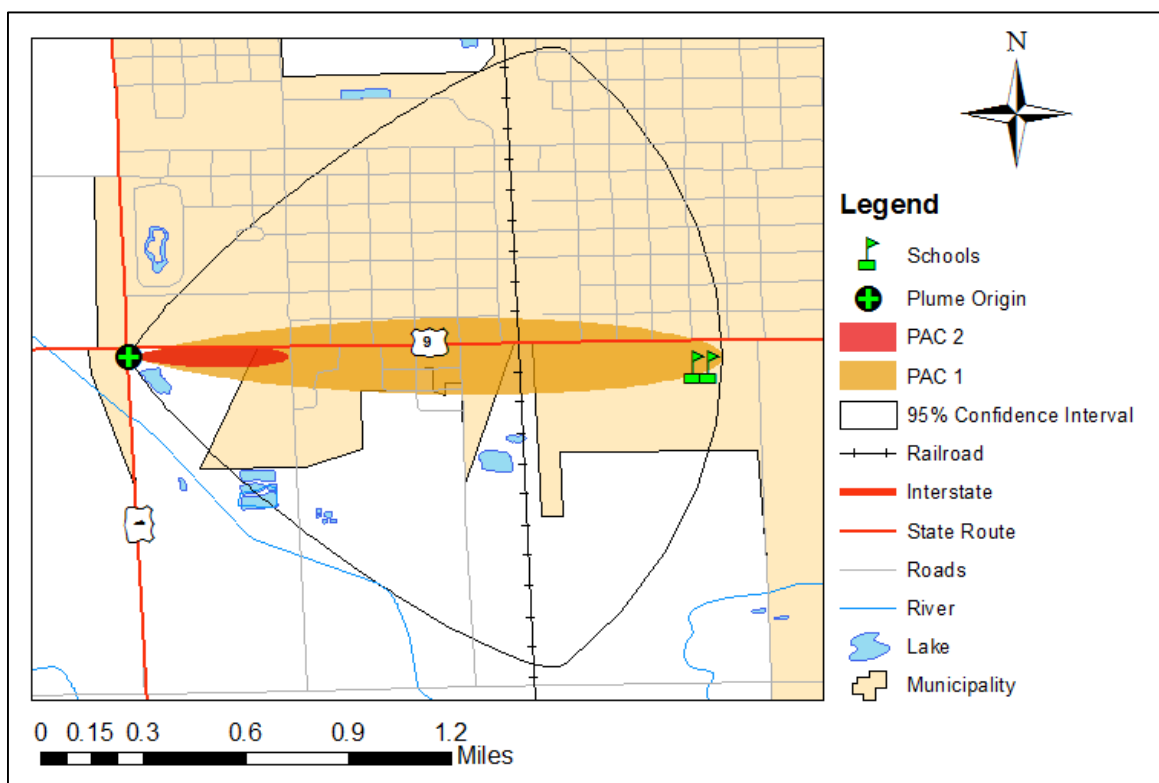 N
9
1
Legend
Schools
Plume Origin
PAC 2
PAC 1
95% Confidence Interval
Railroad
Interstate
State Route
Roads
River
Lake
Municipality
0 0.15 0.3 0.6 0.9 1.2
Miles